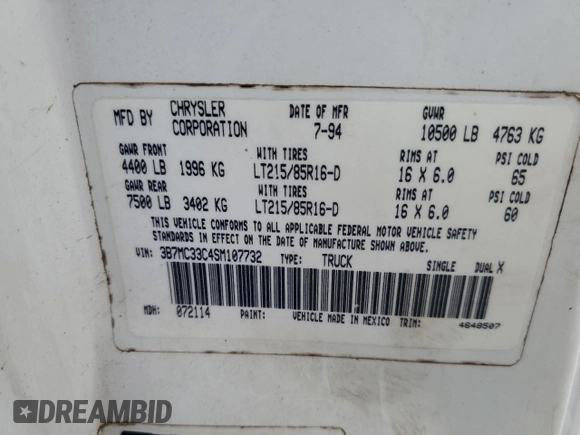 MFD BY CHRYSLER CORPORATION DATE OF MFR 7-94 GVWR 10500 LB 4763 KG
GAWR FRONT WITH TIRES RIMS AT PSI COLD
4400 LB 1996 KG LT215/85R16-D 16 X 6.0 65
GAWR REAR WITH TIRES RIMS AT PSI COLD
7500 LB 3402 KG LT215/85R16-D 16 X 6.0 60
THIS VEHICLE CONFORMS TO ALL APPLICABLE FEDERAL MOTOR VEHICLE SAFETY
STANDARDS IN EFFECT ON THE DATE OF MANUFACTURE SHOWN ABOVE.
3B7MC33C4SM107732 TYPE: TRUCK SINGLE DUAL X
MDH: 072114 PAINT: VEHICLE MADE IN MEXICO TRIM: 4648507
DREAMBID